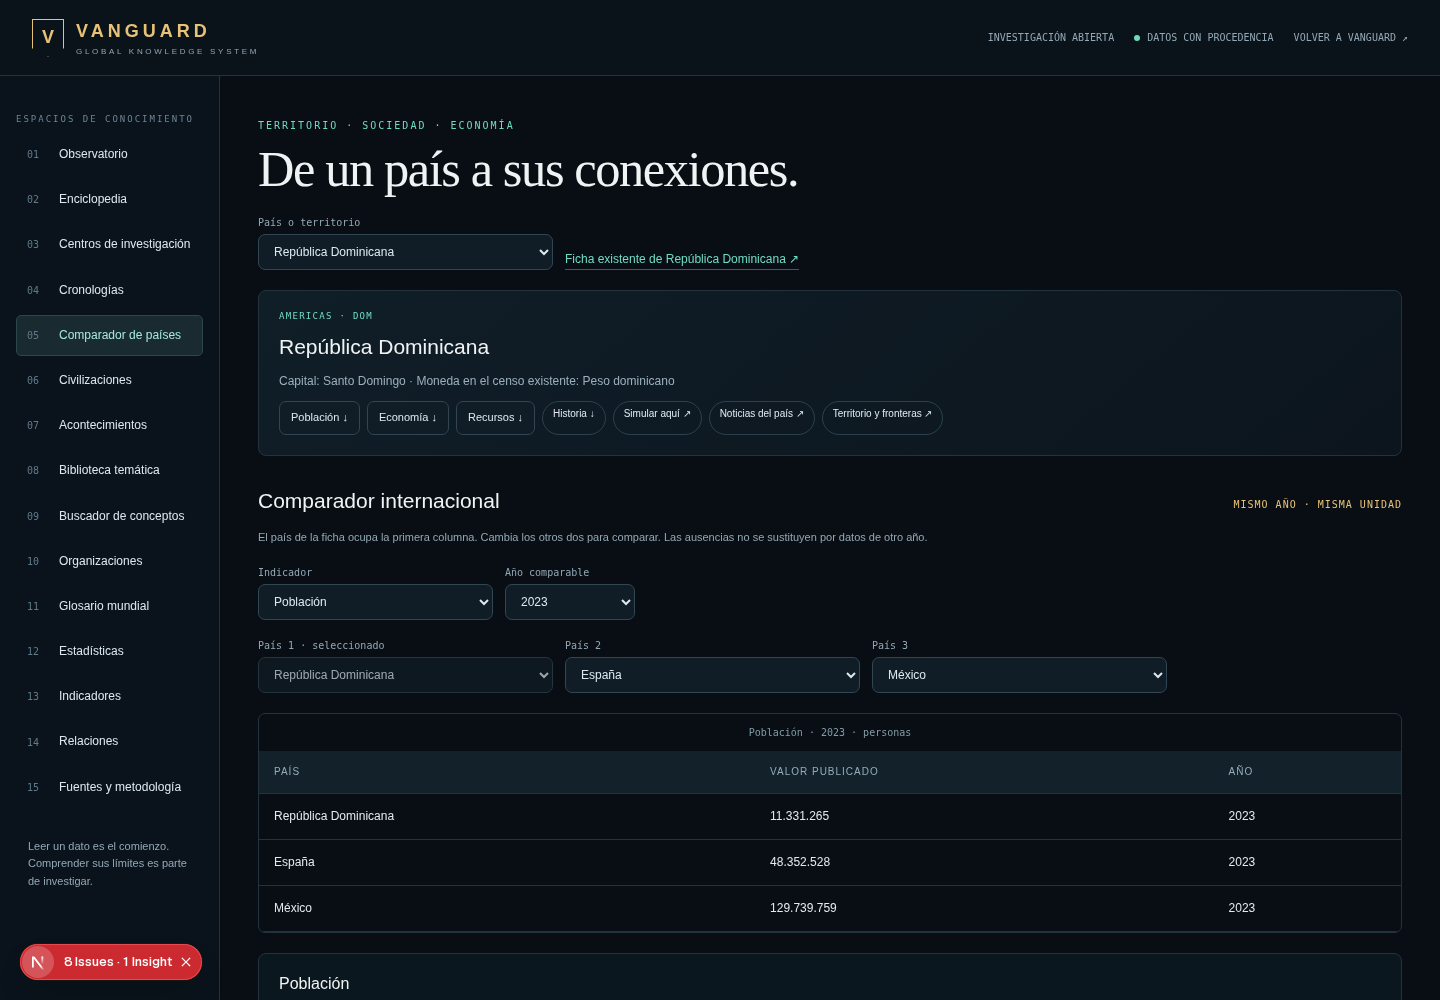 V VANGUARD
GLOBAL KNOWLEDGE SYSTEM
INVESTIGACIÓN ABIERTA DATOS CON PROCEDENCIA VOLVER A VANGUARD ↗
ESPACIOS DE CONOCIMIENTO
01 Observatorio
02 Enciclopedia
03 Centros de investigación
04 Cronologías
05 Comparador de países
06 Civilizaciones
07 Acontecimientos
08 Biblioteca temática
09 Buscador de conceptos
10 Organizaciones
11 Glosario mundial
12 Estadísticas
13 Indicadores
14 Relaciones
15 Fuentes y metodología
Leer un dato es el comienzo.
Comprender sus límites es parte
de investigar.
8 Issues · 1 Insight
TERRITORIO · SOCIEDAD · ECONOMÍA
De un país a sus conexiones.
País o territorio
República Dominicana
Ficha existente de República Dominicana ↗
AMERICAS · DOM
República Dominicana
Capital: Santo Domingo · Moneda en el censo existente: Peso dominicano
Población ↓ Economía ↓ Recursos ↓ Historia ↓ Simular aquí ↗ Noticias del país ↗ Territorio y fronteras ↗
Comparador internacional
MISMO AÑO · MISMA UNIDAD
El país de la ficha ocupa la primera columna. Cambia los otros dos para comparar. Las ausencias no se sustituyen por datos de otro año.
Indicador Año comparable
Población 2023
País 1 · seleccionado País 2 País 3
República Dominicana España México
Población · 2023 · personas
PAÍS VALOR PUBLICADO AÑO
República Dominicana 11.331.265 2023
España 48.352.528 2023
México 129.739.759 2023
Población